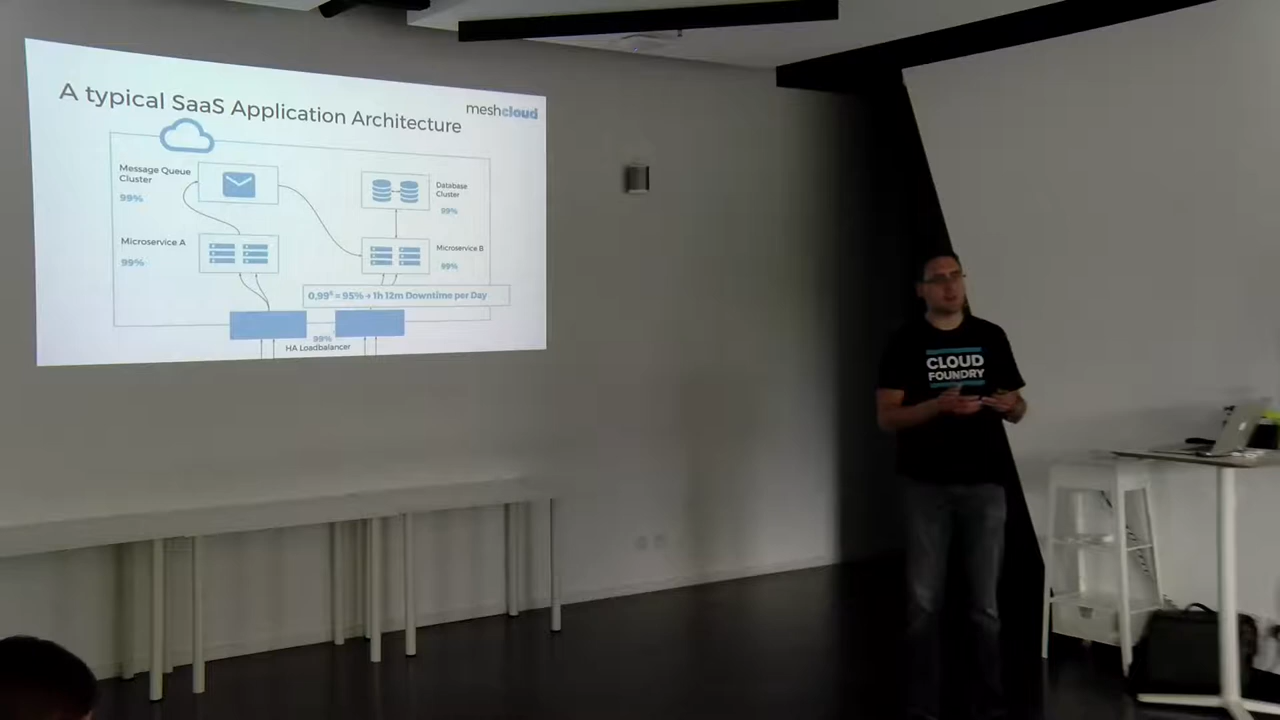 A typical SaaS Application Architecture
meshcloud
Message Queue
Cluster
99%
Database
Cluster
99%
Microservice A
99%
Microservice B
99%
0,99⁵ = 95% → 1h 12m Downtime per Day
99%
HA Loadbalancer
CLOUD
FOUNDRY